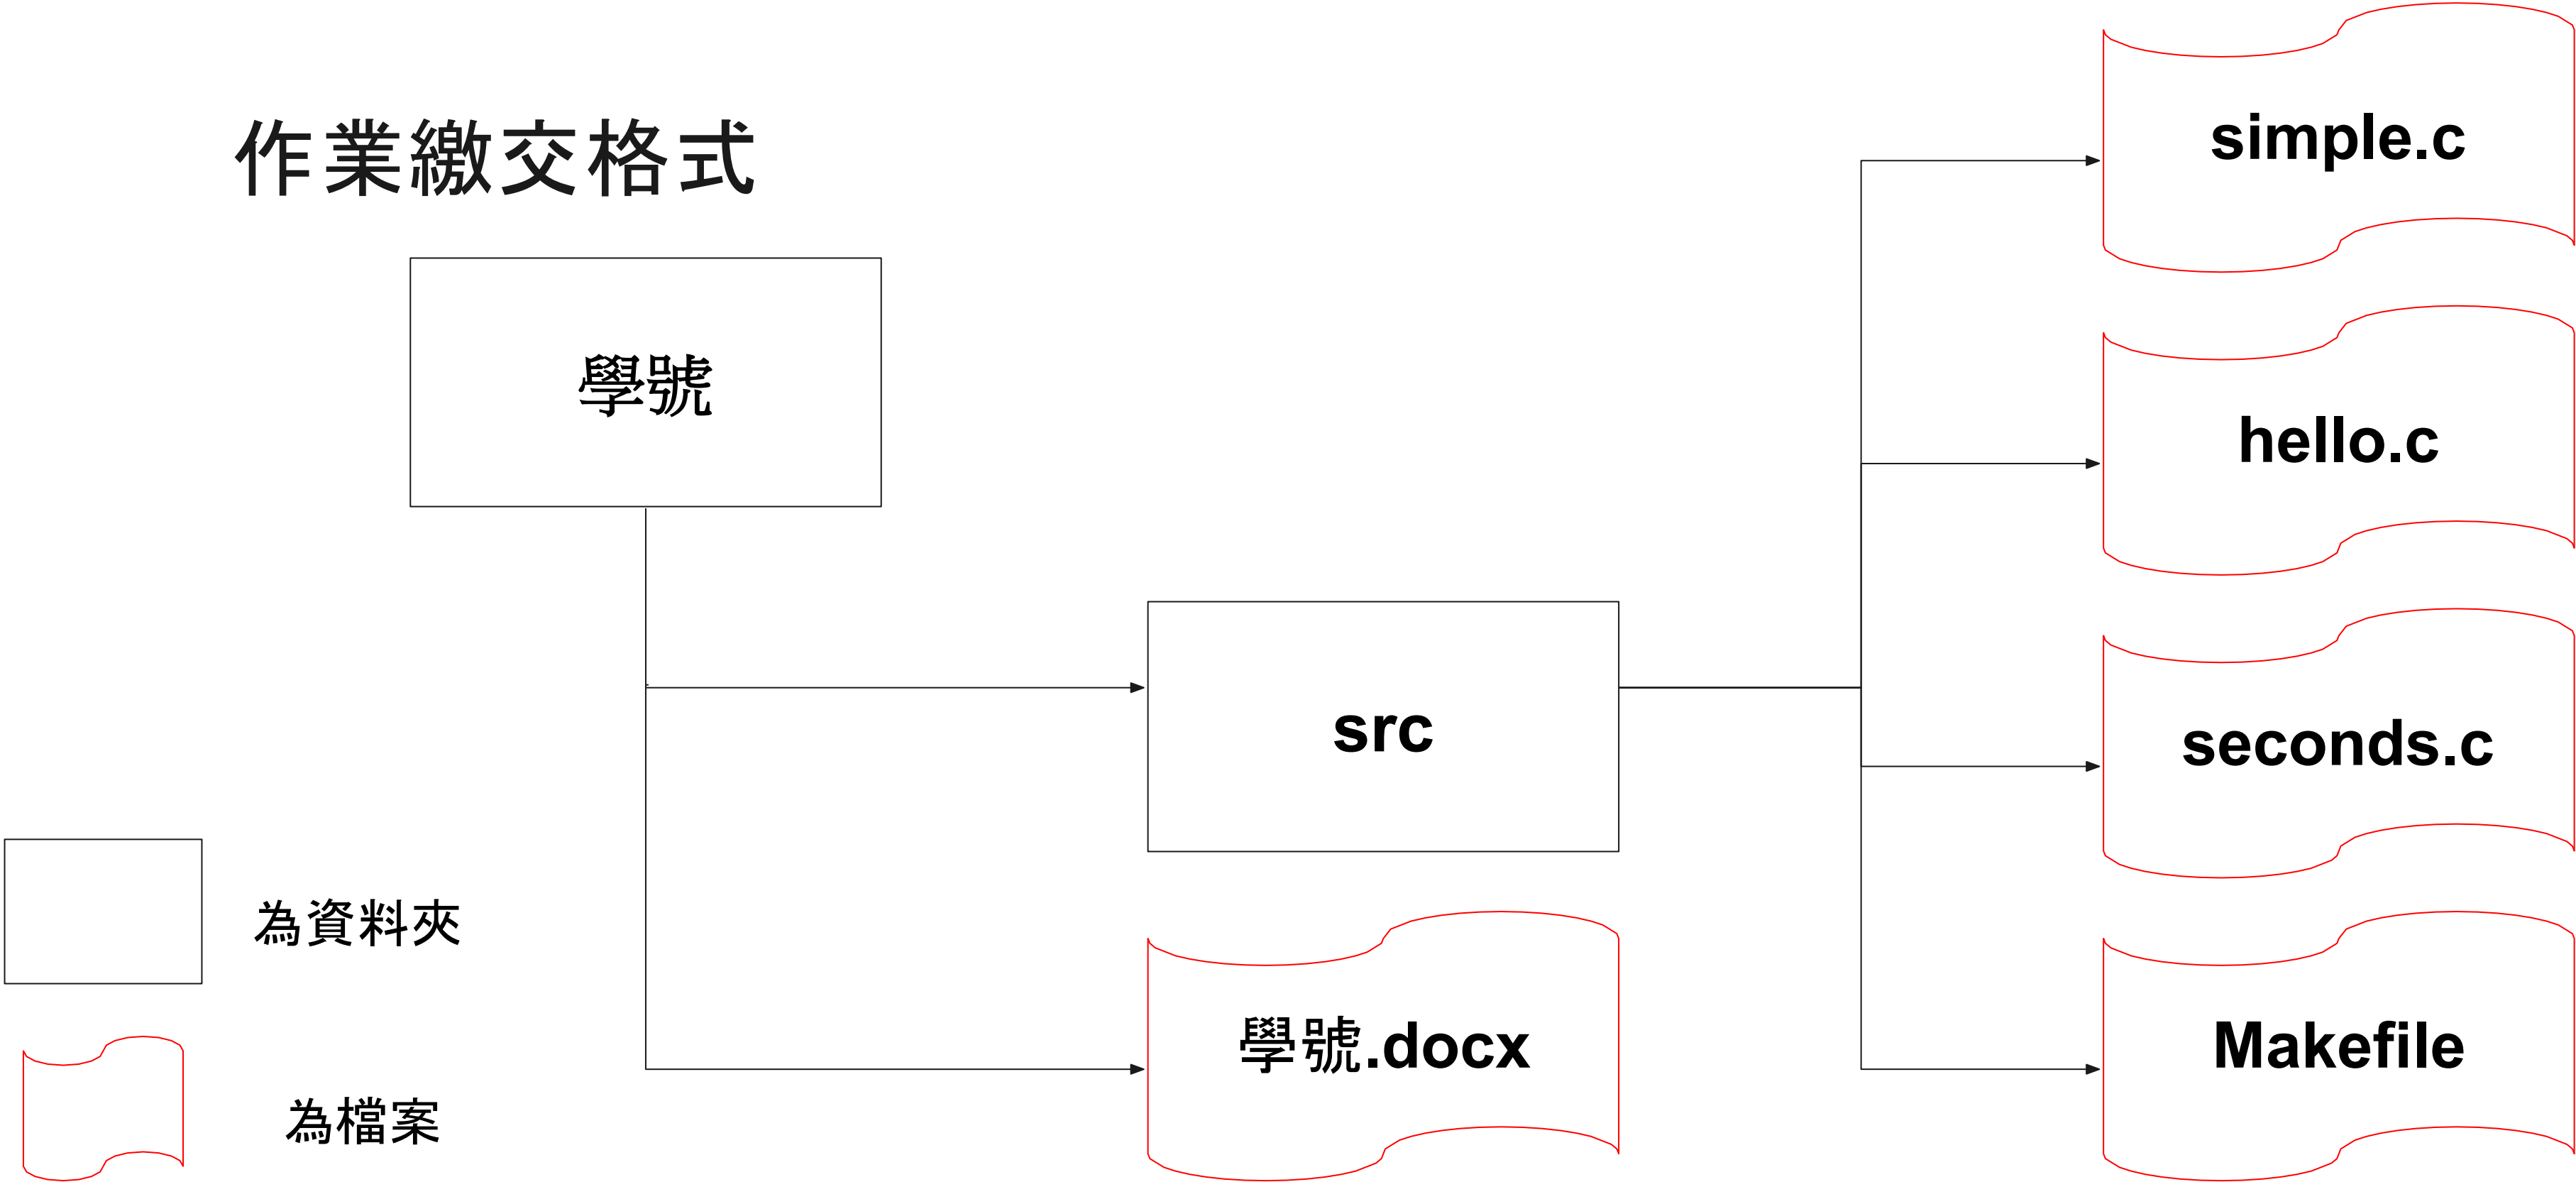 作業繳交格式
學號
src
學號.docx
simple.c
hello.c
seconds.c
Makefile
為資料夾
為檔案